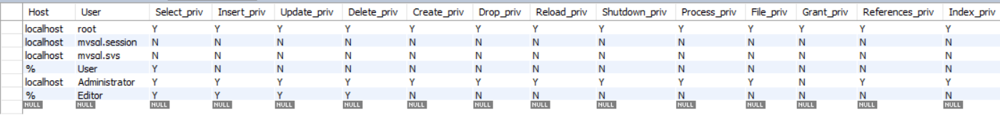 Host User Select_priv Insert_priv Update_priv Delete_priv Create_priv Drop_priv Reload_priv Shutdown_priv Process_priv File_priv Grant_priv References_priv Index_priv
localhost root Y Y Y Y Y Y Y Y Y Y Y Y Y
localhost mysql.session N N N N N N N N N N N N N
localhost mysql.sys N N N N N N N N N N N N N
% User Y N N N N N N N N N N N N
localhost Administrator Y Y Y Y Y Y Y Y Y Y N Y Y
% Editor Y Y Y Y N N N N N N N N N
NULL NULL NULL NULL NULL NULL NULL NULL NULL NULL NULL NULL NULL NULL NULL